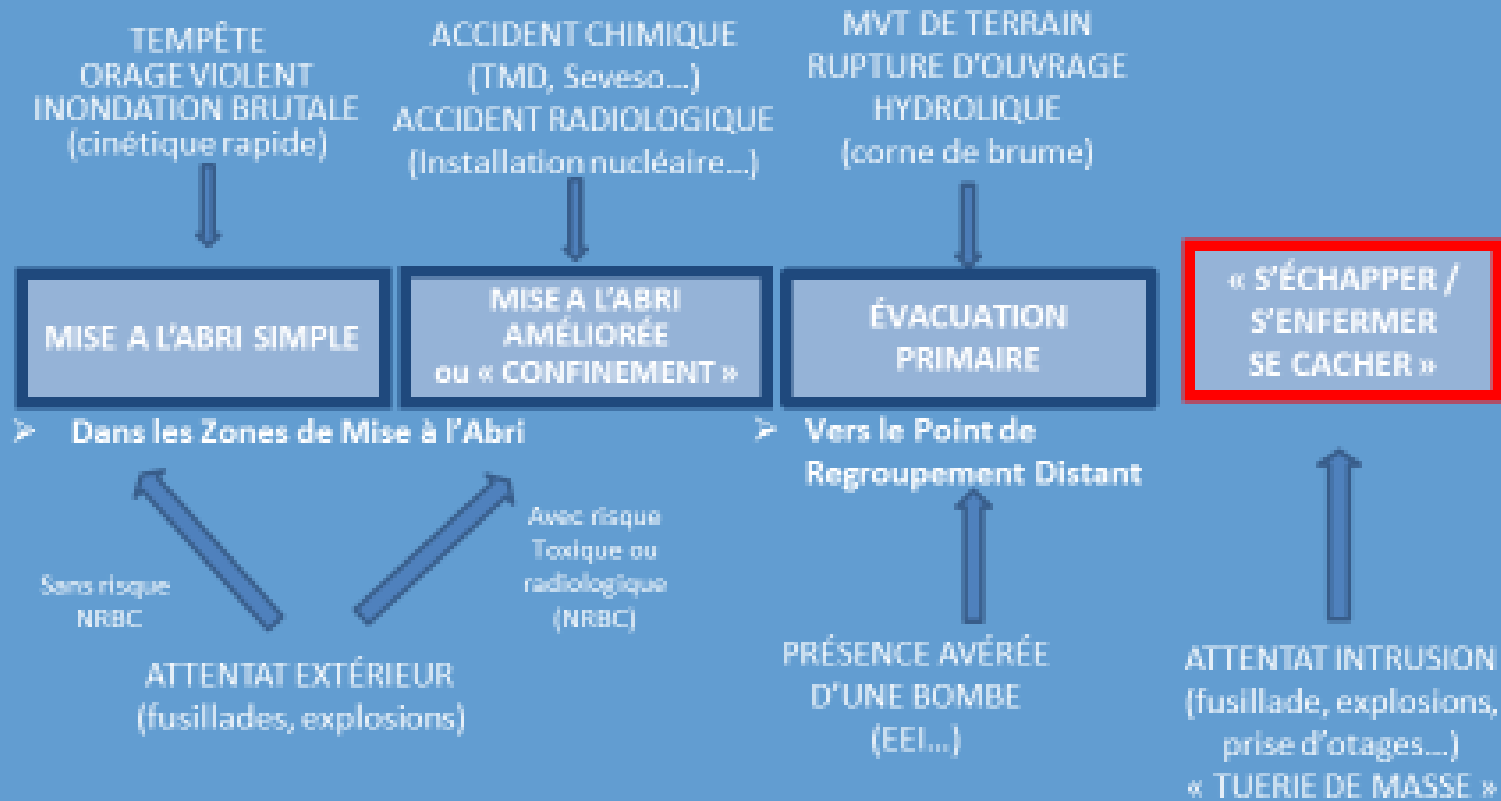 TEMPÊTE
ORAGE VIOLENT
INONDATION BRUTALE
(cinétique rapide)
ACCIDENT CHIMIQUE
(TMD, Seveso...)
ACCIDENT RADIOLOGIQUE
(Installation nucléaire...)
MVT DE TERRAIN
RUPTURE D'OUVRAGE
HYDROLIQUE
(corne de brume)
MISE A L'ABRI SIMPLE
MISE A L'ABRI
AMÉLIORÉE
ou « CONFINEMENT »
ÉVACUATION
PRIMAIRE
« S'ÉCHAPPER /
S'ENFERMER
SE CACHER »
➤ Dans les Zones de Mise à l'Abri
➤ Vers le Point de
Regroupement Distant
Sans risque
NRBC
Avec risque
Toxique ou
radiologique
(NRBC)
ATTENTAT EXTÉRIEUR
(fusillades, explosions)
PRÉSENCE AVÉRÉE
D'UNE BOMBE
(EEI...)
ATTENTAT INTRUSION
(fusillade, explosions,
prise d'otages...)
« TUERIE DE MASSE »